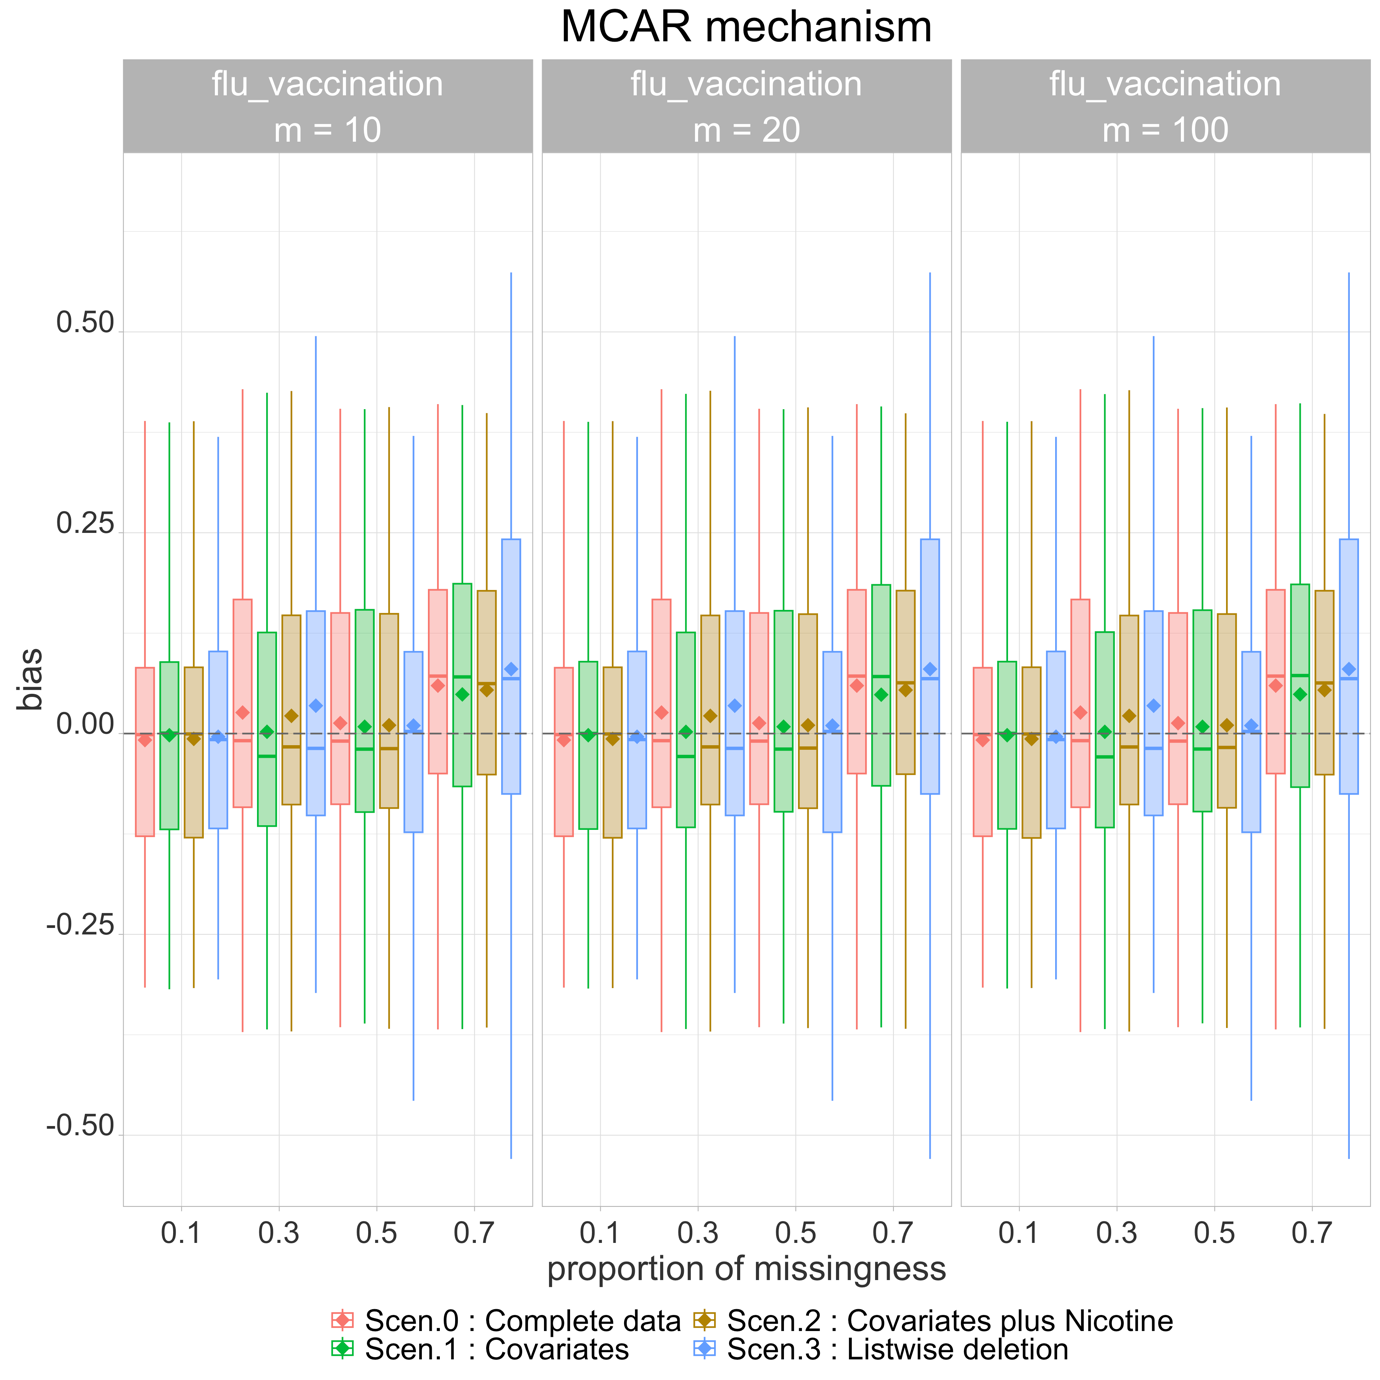 MCAR mechanism
flu_vaccination
m = 10
flu_vaccination
m = 20
flu_vaccination
m = 100
bias
0.50
0.25
0.00
-0.25
-0.50
0.1 0.3 0.5 0.7
0.1 0.3 0.5 0.7
0.1 0.3 0.5 0.7
proportion of missingness
Scen.0 : Complete data
Scen.2 : Covariates plus Nicotine
Scen.1 : Covariates
Scen.3 : Listwise deletion